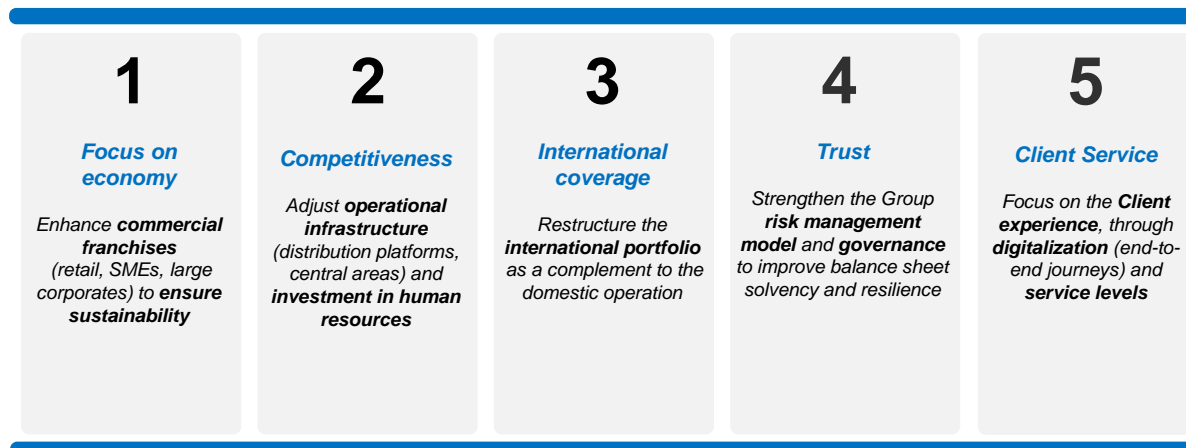 1
Focus on
economy
Enhance commercial
franchises
(retail, SMEs, large
corporates) to ensure
sustainability
2
Competitiveness
Adjust operational
infrastructure
(distribution platforms,
central areas) and
investment in human
resources
3
International
coverage
Restructure the
international portfolio
as a complement to the
domestic operation
4
Trust
Strengthen the Group
risk management
model and governance
to improve balance sheet
solvency and resilience
5
Client Service
Focus on the Client
experience, through
digitalization (end-to-
end journeys) and
service levels